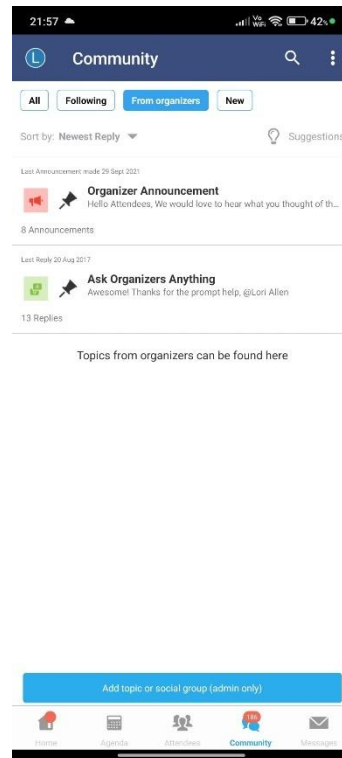 21:57
Vo WiFi 42%
L Community
All Following From organizers New
Sort by: Newest Reply Suggestions
Last Announcement made 29 Sept 2021
Organizer Announcement
Hello Attendees, We would love to hear what you thought of th...
8 Announcements
Last Reply 20 Aug 2017
Ask Organizers Anything
Awesome! Thanks for the prompt help, @Lori Allen
13 Replies
Topics from organizers can be found here
Add topic or social group (admin only)
186
Home Agenda Attendees Community Messages